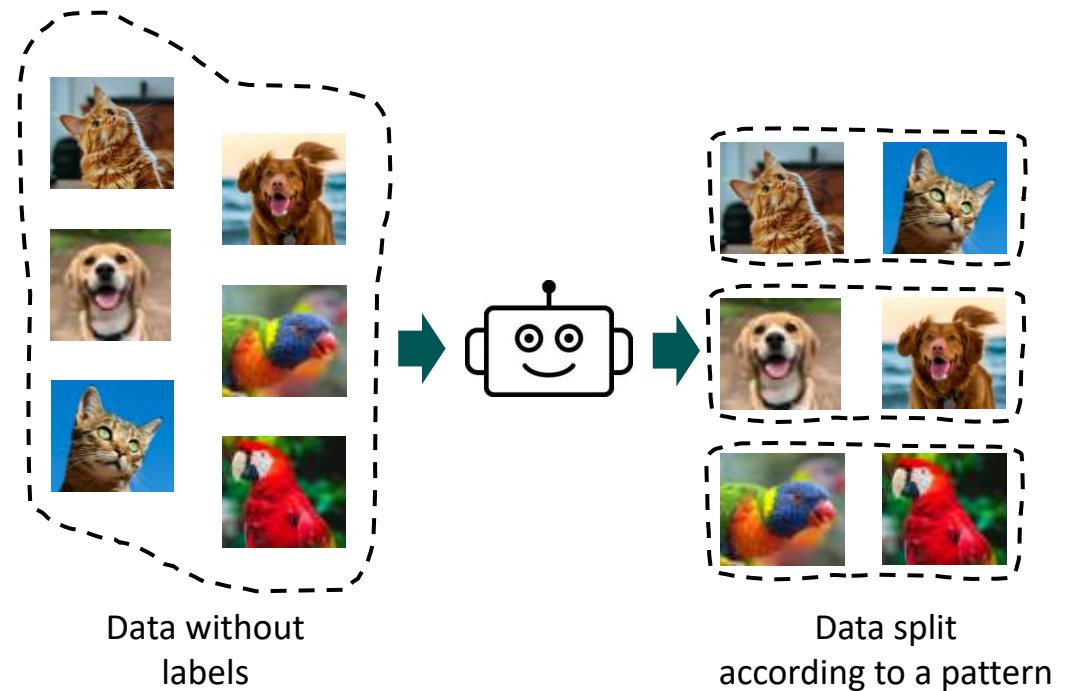 Data without
labels
Data split
according to a pattern